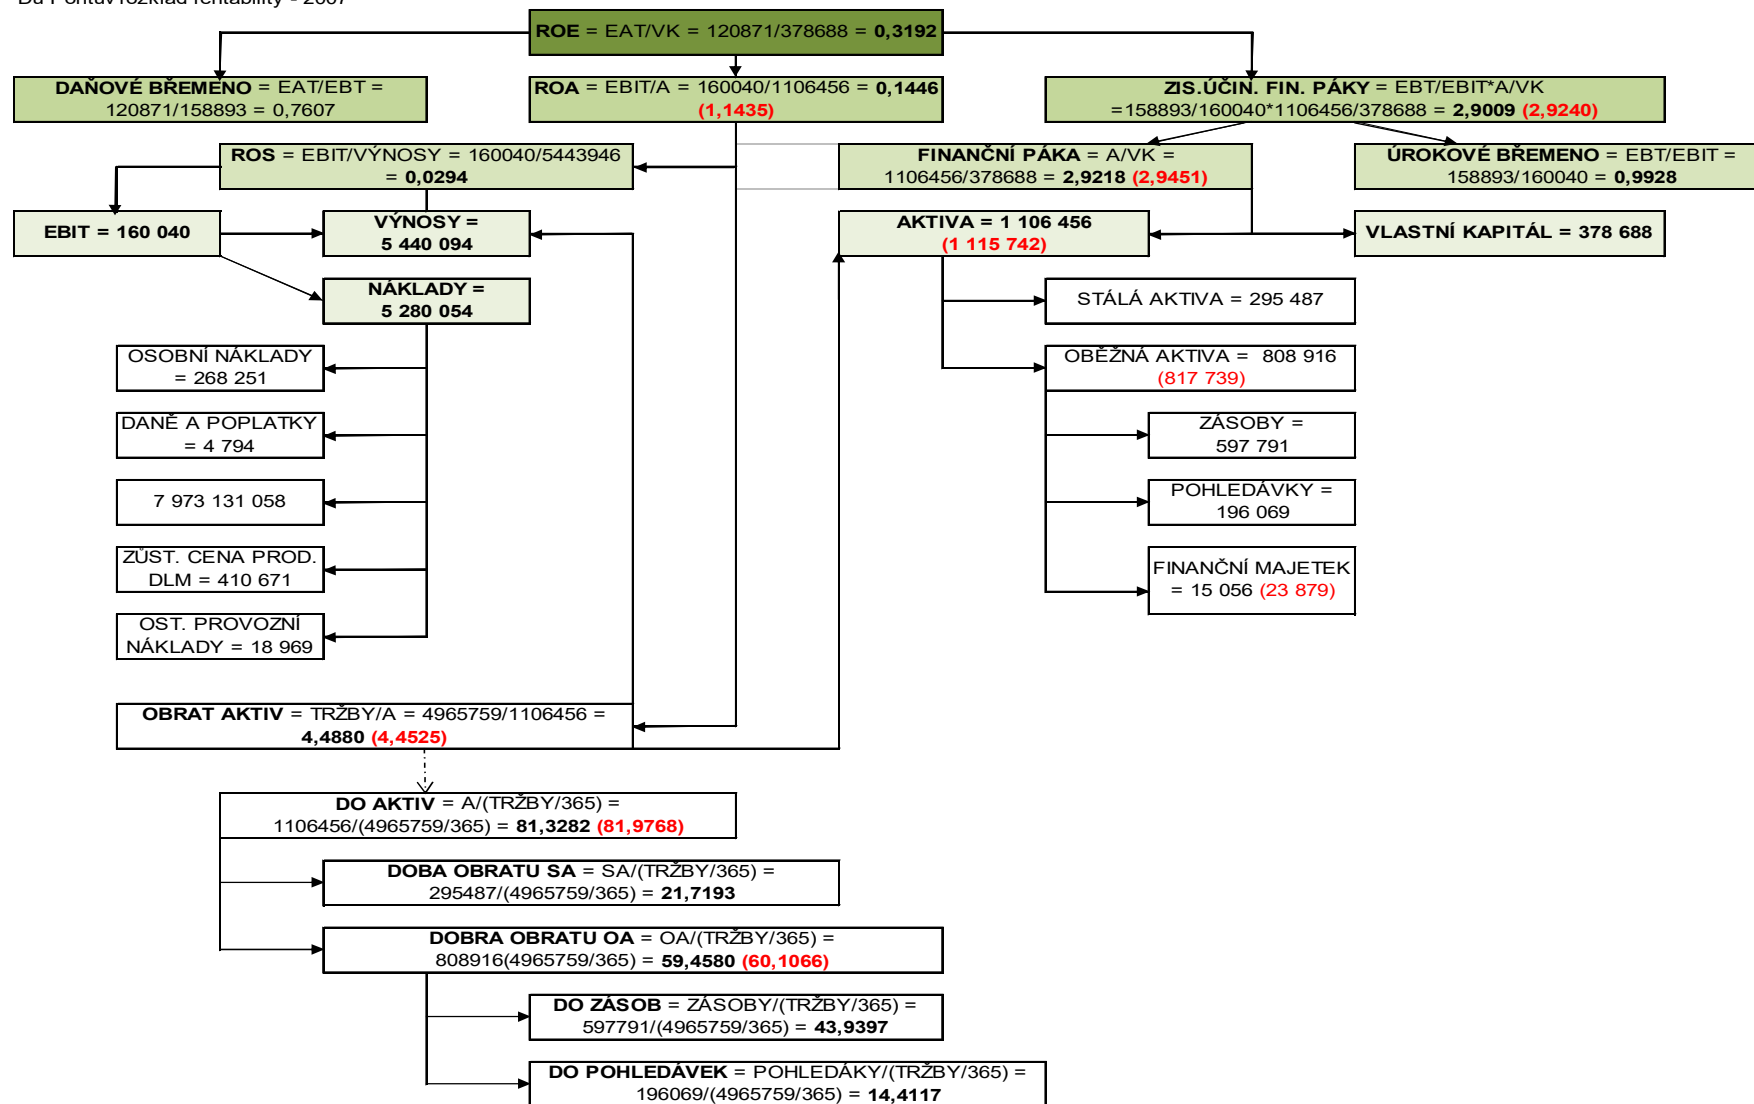 Du Pontův rozklad rentability - 2007
ROE = EAT/VK = 120871/378688 = 0,3192
DAŇOVÉ BŘEMENO = EAT/EBT =
120871/158893 = 0,7607
ROA = EBIT/A = 160040/1106456 = 0,1446
(1,1435)
ZIS.ÚČIN. FIN. PÁKY = EBT/EBIT*A/VK
=158893/160040*1106456/378688 = 2,9009 (2,9240)
ROS = EBIT/VÝNOSY = 160040/5443946
= 0,0294
FINANČNÍ PÁKA = A/VK =
1106456/378688 = 2,9218 (2,9451)
ÚROKOVÉ BŘEMENO = EBT/EBIT =
158893/160040 = 0,9928
EBIT = 160 040
VÝNOSY =
5 440 094
AKTIVA = 1 106 456
(1 115 742)
VLASTNÍ KAPITÁL = 378 688
NÁKLADY =
5 280 054
STÁLÁ AKTIVA = 295 487
OSOBNÍ NÁKLADY
= 268 251
OBĚŽNÁ AKTIVA = 808 916
(817 739)
DANĚ A POPLATKY
= 4 794
ZÁSOBY =
597 791
7 973 131 058
POHLEDÁVKY =
196 069
ZŮST. CENA PROD.
DLM = 410 671
FINANČNÍ MAJETEK
= 15 056 (23 879)
OST. PROVOZNÍ
NÁKLADY = 18 969
OBRAT AKTIV = TRŽBY/A = 4965759/1106456 =
4,4880 (4,4525)
DO AKTIV = A/(TRŽBY/365) =
1106456/(4965759/365) = 81,3282 (81,9768)
DOBA OBRATU SA = SA/(TRŽBY/365) =
295487/(4965759/365) = 21,7193
DOBRA OBRATU OA = OA/(TRŽBY/365) =
808916(4965759/365) = 59,4580 (60,1066)
DO ZÁSOB = ZÁSOBY/(TRŽBY/365) =
597791/(4965759/365) = 43,9397
DO POHLEDÁVEK = POHLEDÁKY/(TRŽBY/365) =
196069/(4965759/365) = 14,4117